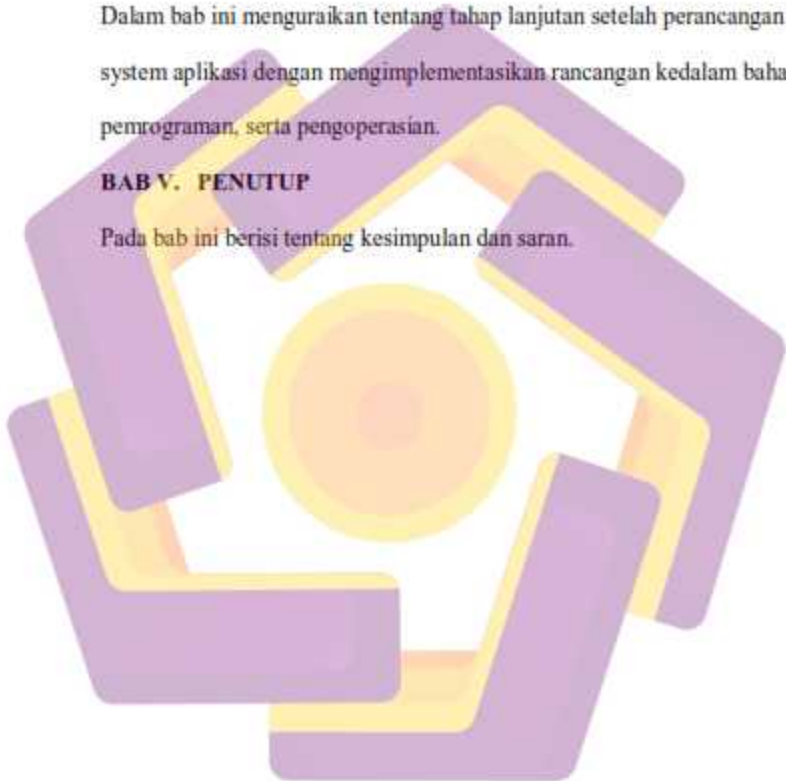 Dalam bab ini menguraikan tentang tahap lanjutan setelah perancangan
system aplikasi dengan mengimplementasikan rancangan kedalam baha
pemrograman, serta pengoperasian.
BAB V. PENUTUP
Pada bab ini berisi tentang kesimpulan dan saran.